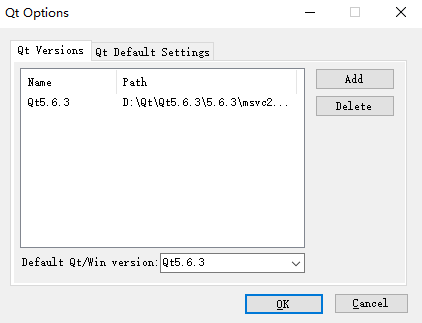 Qt Options
Qt Versions Qt Default Settings
Name Path
Qt5.6.3 D:\Qt\Qt5.6.3\5.6.3\msvc2...
Add
Delete
Default Qt/Win version: Qt5.6.3
OK Cancel